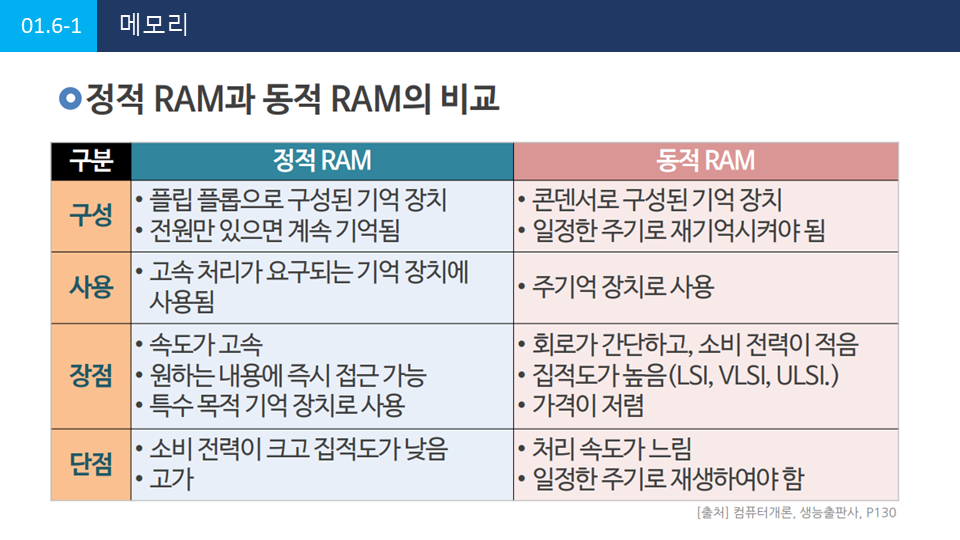 01.6-1
메모리
정적 RAM과 동적 RAM의 비교
구분
정적 RAM
동적 RAM
구성
• 플립 플롭으로 구성된 기억 장치
• 전원만 있으면 계속 기억됨
• 콘덴서로 구성된 기억 장치
• 일정한 주기로 재기억시켜야 됨
사용
• 고속 처리가 요구되는 기억 장치에
사용됨
• 주기억 장치로 사용
장점
• 속도가 고속
• 원하는 내용에 즉시 접근 가능
• 특수 목적 기억 장치로 사용
• 회로가 간단하고, 소비 전력이 적음
• 집적도가 높음(LSI, VLSI, ULSI.)
• 가격이 저렴
단점
• 소비 전력이 크고 집적도가 낮음
• 고가
• 처리 속도가 느림
• 일정한 주기로 재생하여야 함
[출처] 컴퓨터개론, 생능출판사, P130